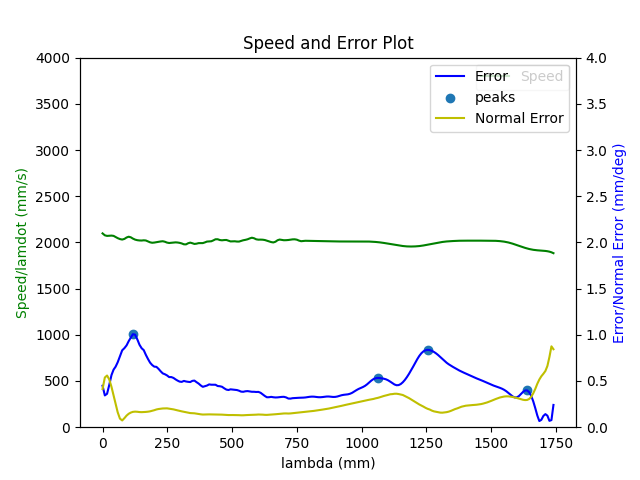 Speed and Error Plot
4000
3500
3000
2500
2000
1500
1000
500
0
Speed/lamdot (mm/s)
4.0
3.5
3.0
2.5
2.0
1.5
1.0
0.5
0.0
Error/Normal Error (mm/deg)
Error
Speed
peaks
Normal Error
0 250 500 750 1000 1250 1500 1750
lambda (mm)